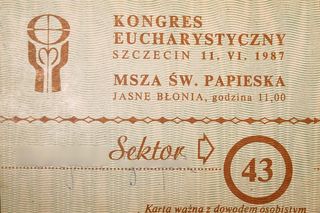 KONGRES
EUCHARYSTYCZNY
SZCZECIN 11. VI. 1987
MSZA ŚW. PAPIESKA
JASNE BŁONIA, godzina 11,00
Sektor
43
Karta ważna z dowodem osobistym